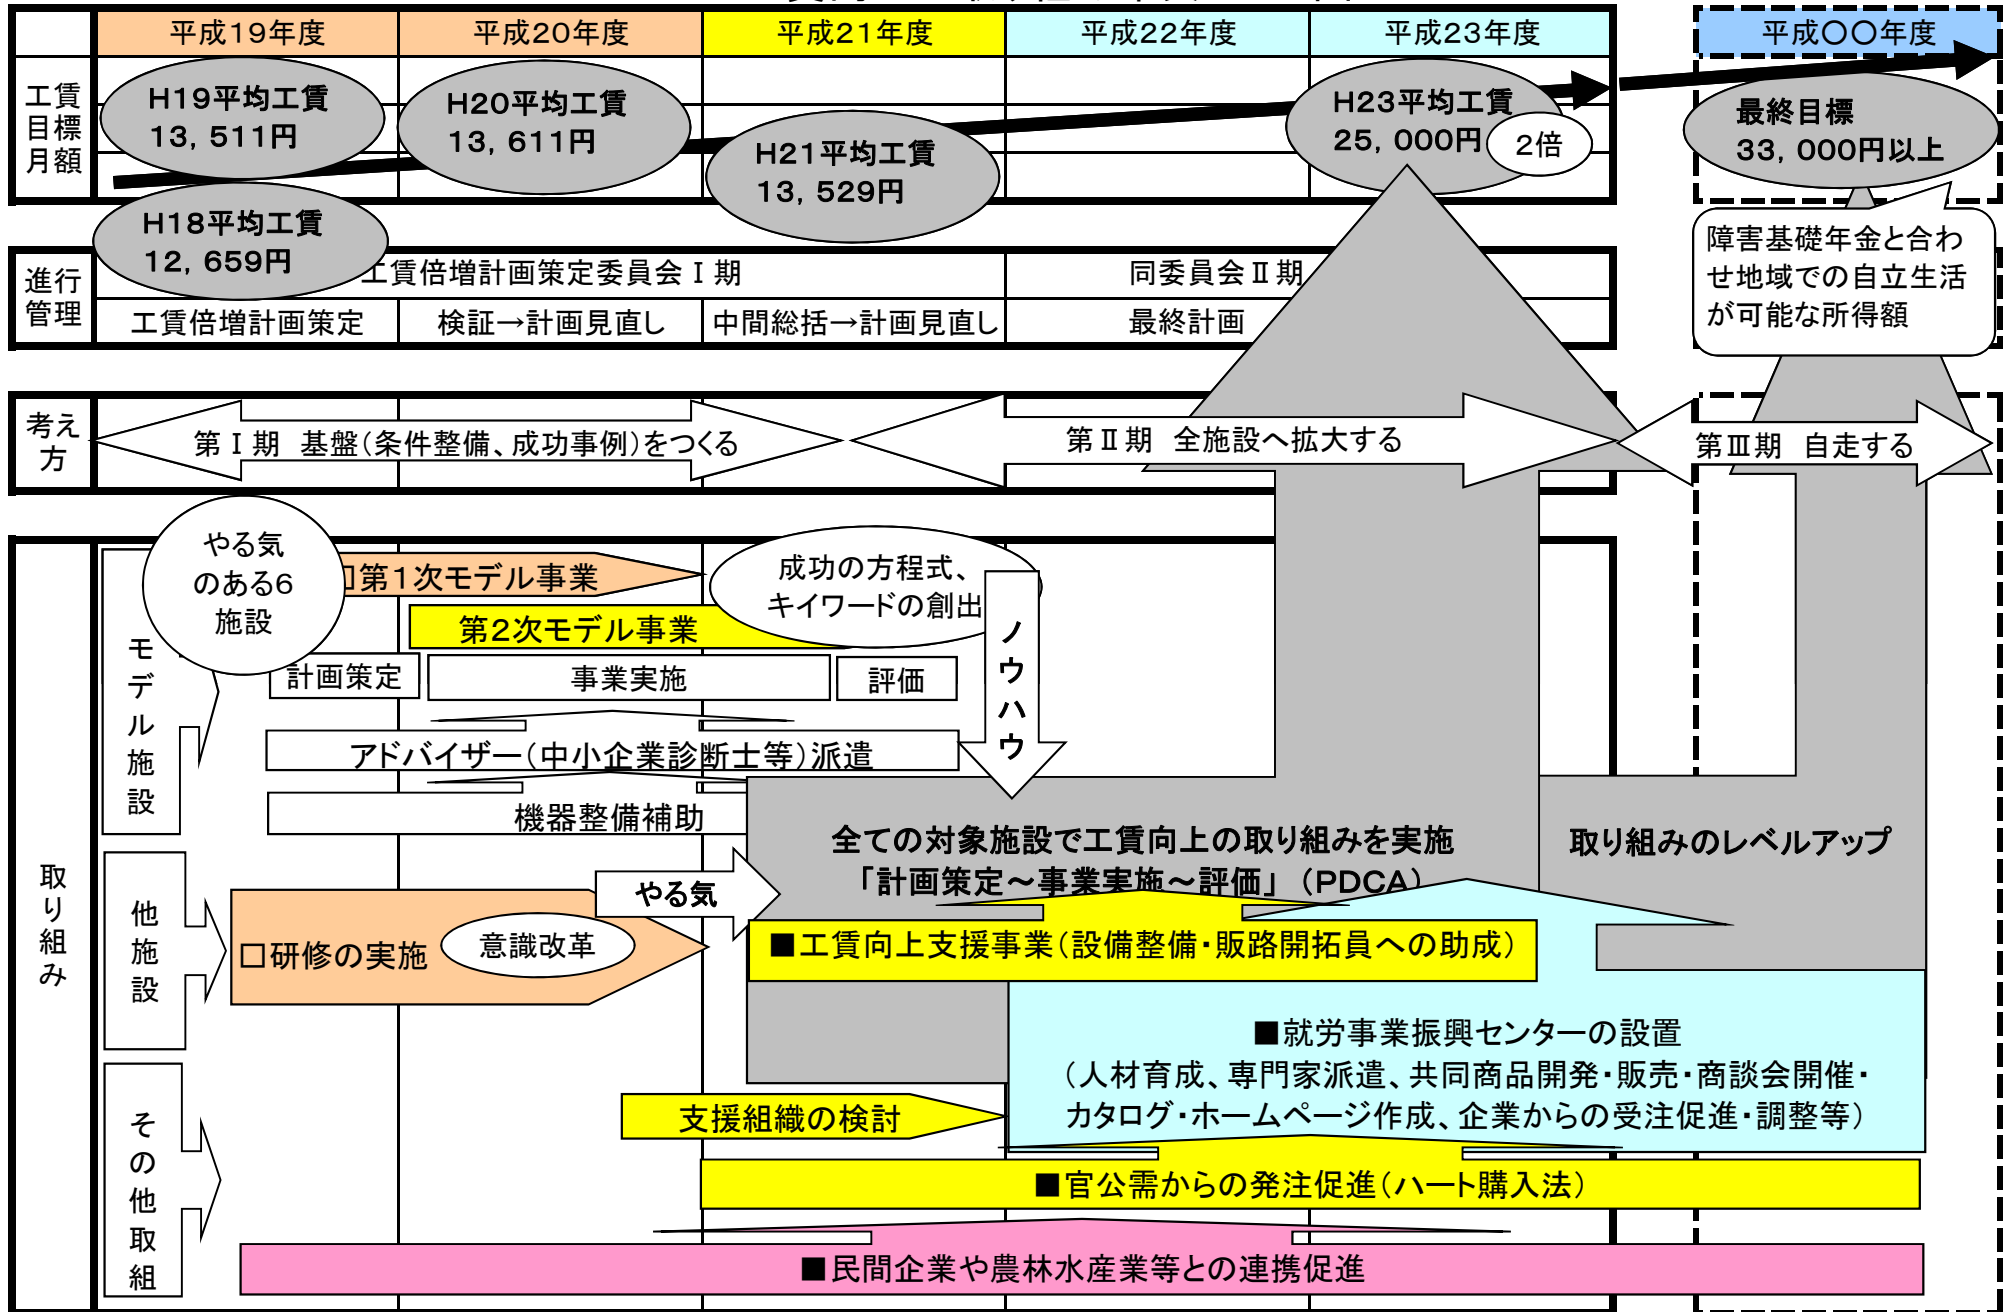 平成19年度
平成20年度
平成21年度
平成22年度
平成23年度
平成〇〇年度
工賃
目標
月額
H19平均工賃
13，511円
H20平均工賃
13，611円
H21平均工賃
13，529円
H23平均工賃
25，000円
2倍
最終目標
33，000円以上
H18平均工賃
12，659円
障害基礎年金と合わ
せ地域での自立生活
が可能な所得額
進行
管理
工賃倍増計画策定委員会Ⅰ期
同委員会Ⅱ期
工賃倍増計画策定
検証→計画見直し
中間総括→計画見直し
最終計画
考え
方
第Ⅰ期 基盤（条件整備、成功事例）をつくる
第Ⅱ期 全施設へ拡大する
第Ⅲ期 自走する
取り組み
モデル施設
やる気
のある6
施設
□第1次モデル事業
第2次モデル事業
成功の方程式、
キイワードの創出
ノウハウ
計画策定
事業実施
評価
アドバイザー（中小企業診断士等）派遣
機器整備補助
全ての対象施設で工賃向上の取り組みを実施
「計画策定～事業実施～評価」（PDCA）
取り組みのレベルアップ
他施設
□研修の実施
意識改革
やる気
■工賃向上支援事業（設備整備・販路開拓員への助成）
■就労事業振興センターの設置
（人材育成、専門家派遣、共同商品開発・販売・商談会開催・
カタログ・ホームページ作成、企業からの受注促進・調整等）
その他取組
支援組織の検討
■官公需からの発注促進（ハート購入法）
■民間企業や農林水産業等との連携促進